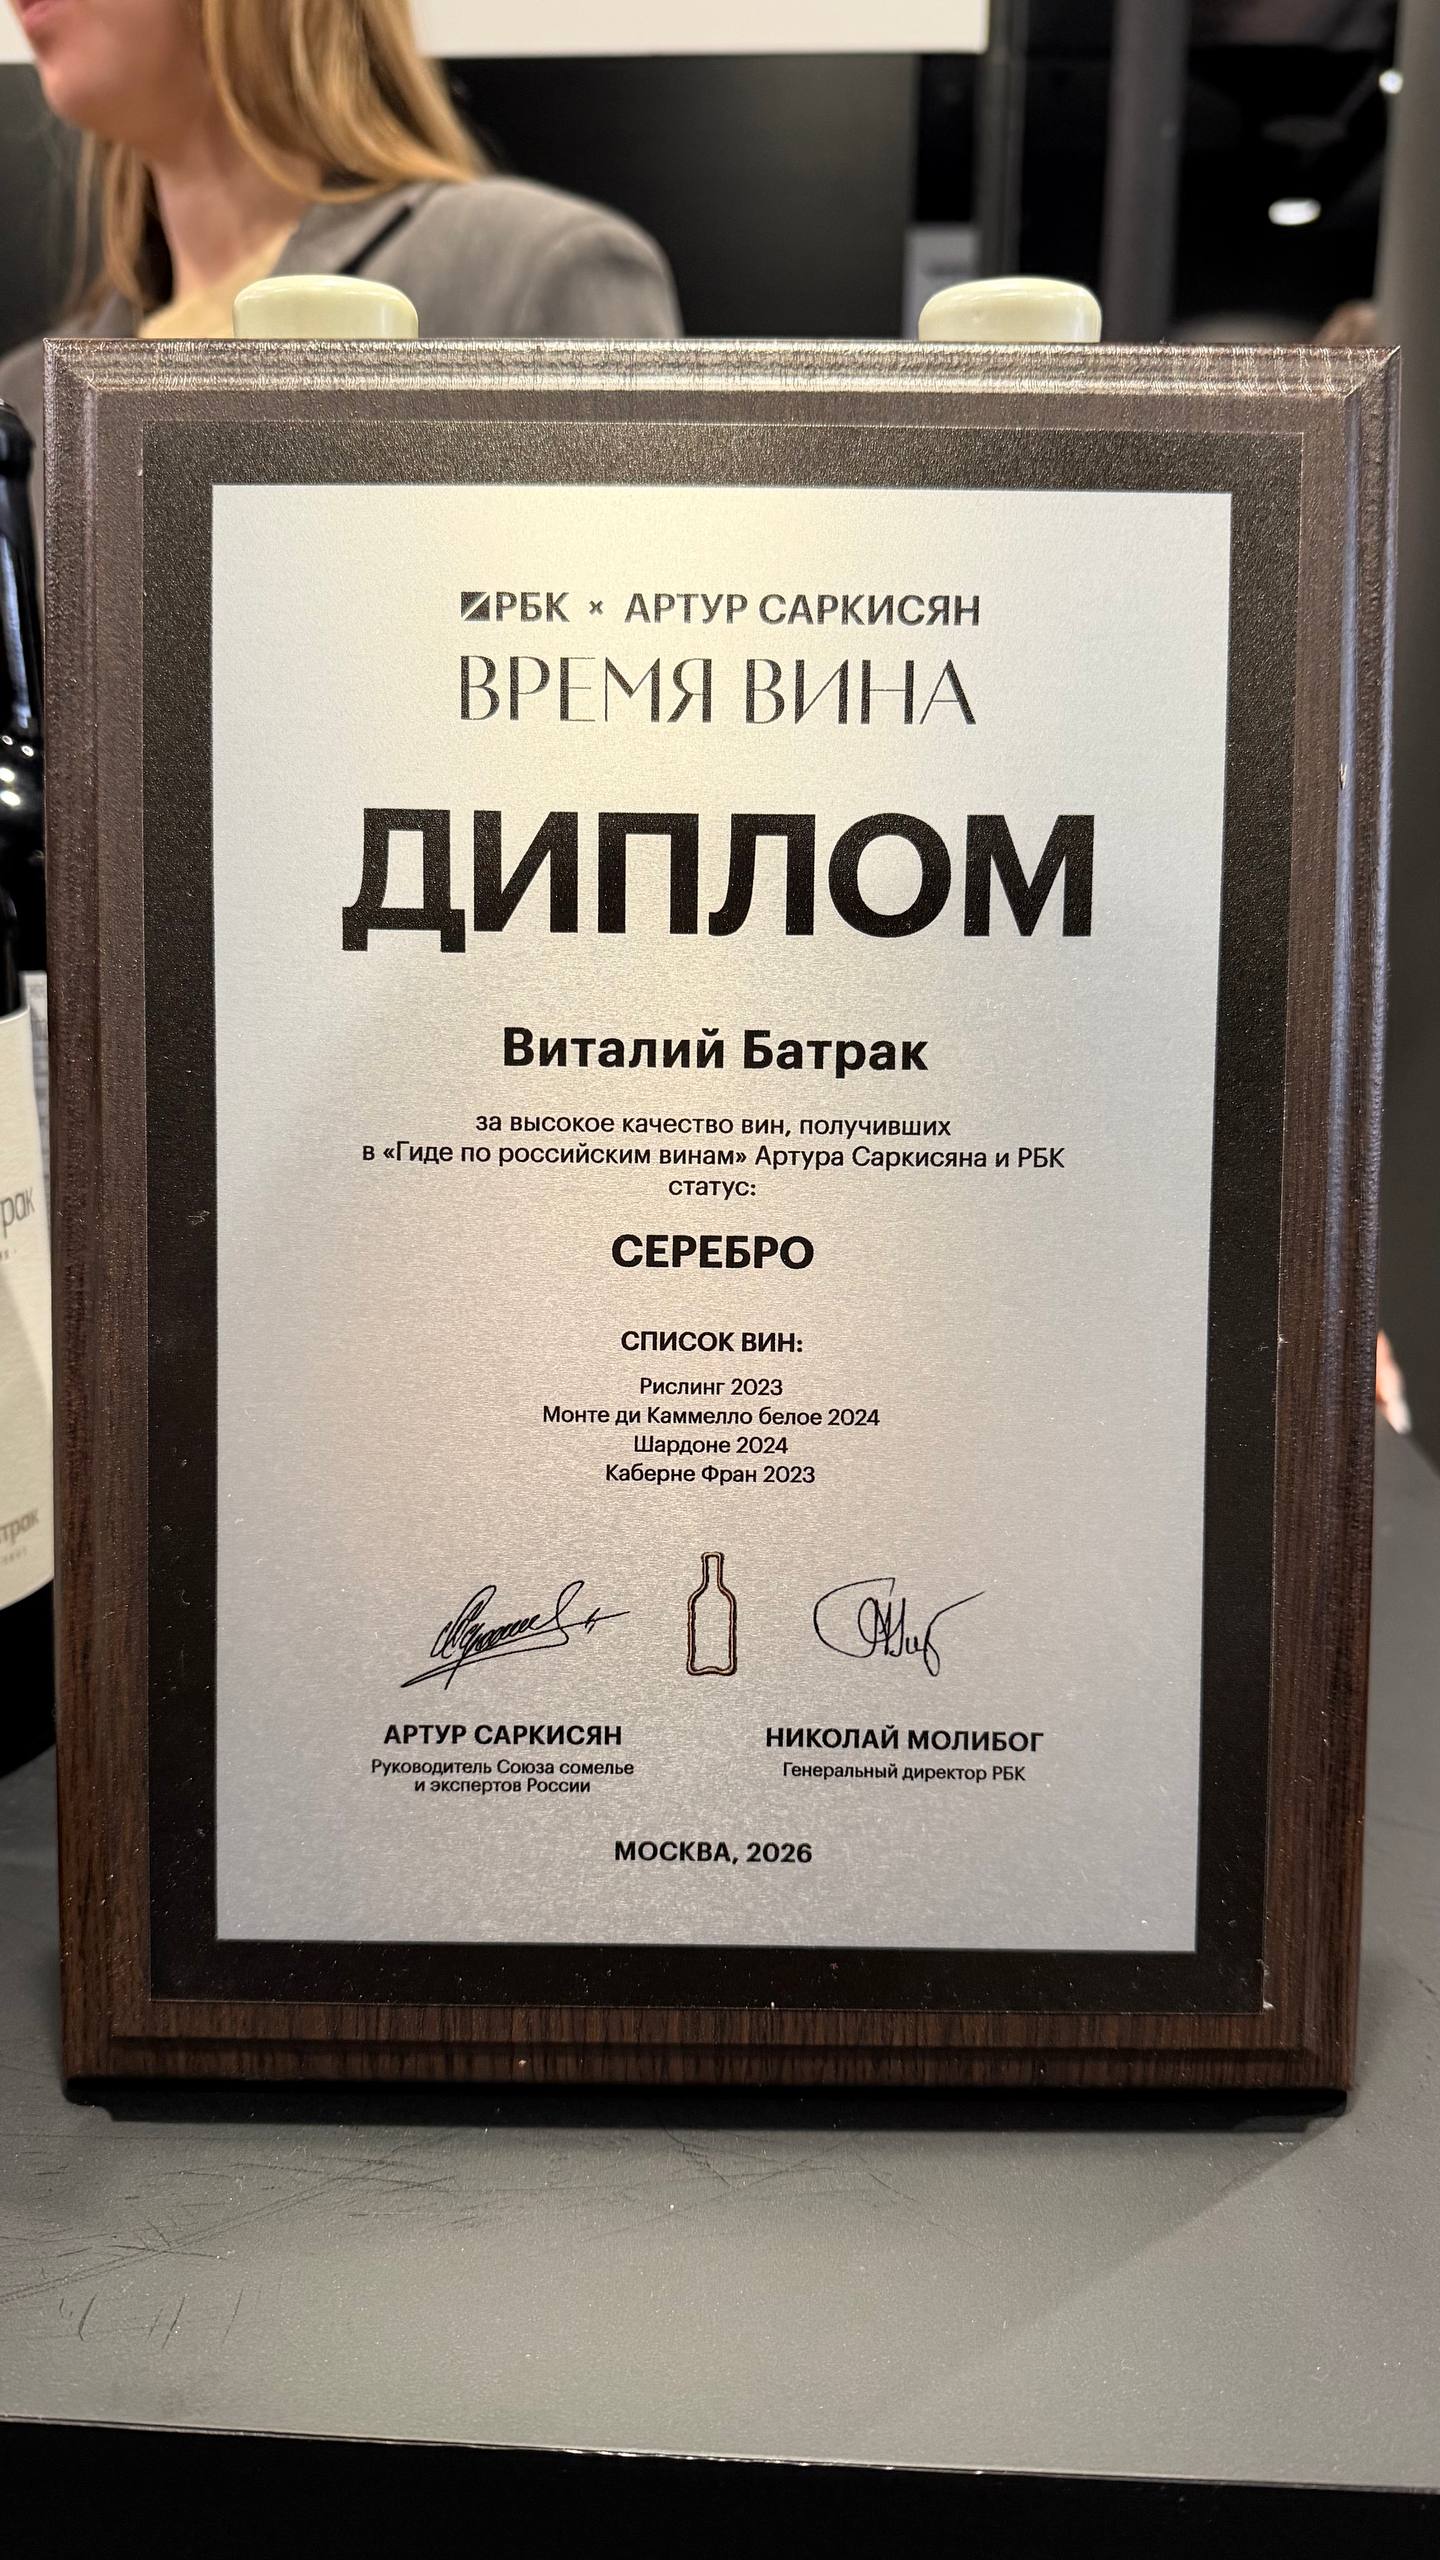 РБК × АРТУР САРКИСЯН
ВРЕМЯ ВИНА
ДИПЛОМ
Виталий Батрак
за высокое качество вин, получивших
в «Гиде по российским винам» Артура Саркисяна и РБК
статус:
СЕРЕБРО
СПИСОК ВИН:
Рислинг 2023
Монте ди Каммелло белое 2024
Шардоне 2024
Каберне Фран 2023
АРТУР САРКИСЯН
Руководитель Союза сомелье
и экспертов России
НИКОЛАЙ МОЛИБОГ
Генеральный директор РБК
МОСКВА, 2026